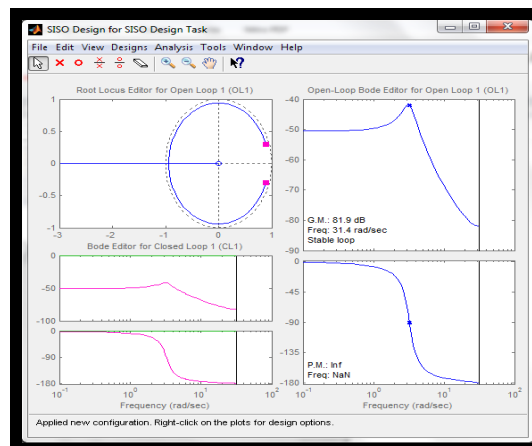 SISO Design for SISO Design Task
File Edit View Designs Analysis Tools Window Help
Root Locus Editor for Open Loop 1 (OL1)
1
0.5
0
-0.5
-1
-3 -2 -1 0 1
Bode Editor for Closed Loop 1 (CL1)
0
-50
-100
0
-90
-180
10^-1 10^0 10^1 10^2
Frequency (rad/sec)
Open-Loop Bode Editor for Open Loop 1 (OL1)
-40
-50
-60
-70
-80
-90
G.M.: 81.9 dB
Freq: 31.4 rad/sec
Stable loop
0
-45
-90
-135
-180
P.M.: Inf
Freq: NaN
10^-1 10^0 10^1 10^2
Frequency (rad/sec)
Applied new configuration. Right-click on the plots for design options.